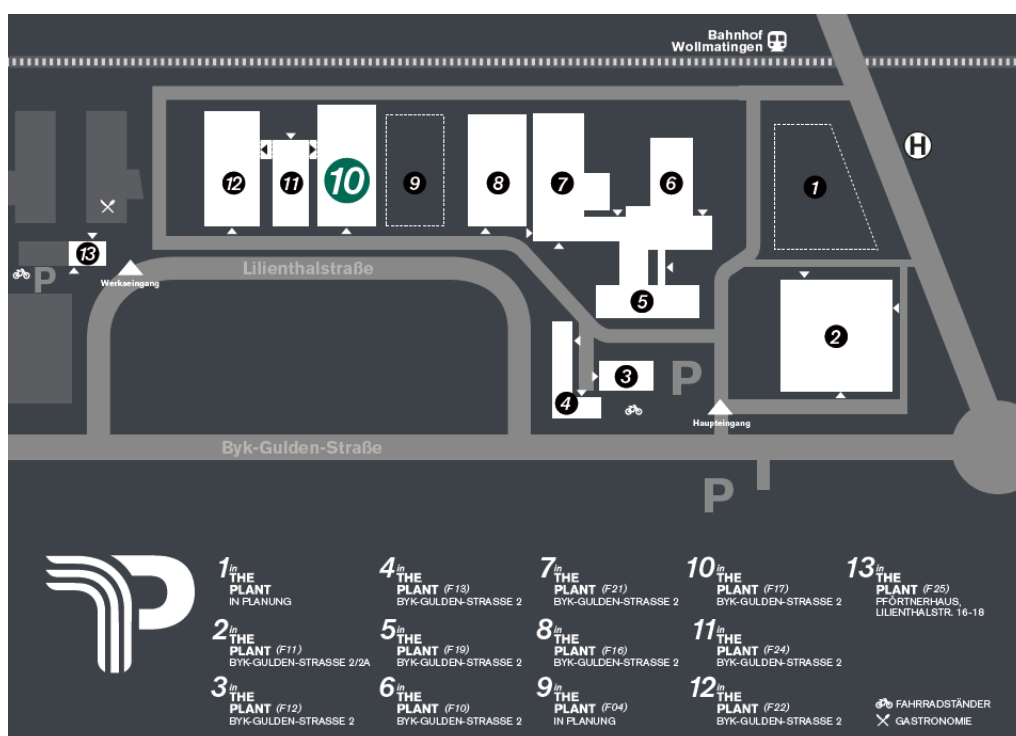 Bahnhof
Wollmatingen
H
12
11
10
9
8
7
6
1
13
P
Werkseingang
Lilienthalstraße
5
2
3
P
4
Haupteingang
Byk-Gulden-Straße
P
1 in
THE
PLANT
IN PLANUNG
2 in
THE
PLANT (F11)
BYK-GULDEN-STRASSE 2/2A
3 in
THE
PLANT (F12)
BYK-GULDEN-STRASSE 2
4 in
THE
PLANT (F13)
BYK-GULDEN-STRASSE 2
5 in
THE
PLANT (F19)
BYK-GULDEN-STRASSE 2
6 in
THE
PLANT (F10)
BYK-GULDEN-STRASSE 2
7 in
THE
PLANT (F21)
BYK-GULDEN-STRASSE 2
8 in
THE
PLANT (F16)
BYK-GULDEN-STRASSE 2
9 in
THE
PLANT (F04)
IN PLANUNG
10 in
THE
PLANT (F17)
BYK-GULDEN-STRASSE 2
11 in
THE
PLANT (F24)
BYK-GULDEN-STRASSE 2
12 in
THE
PLANT (F22)
BYK-GULDEN-STRASSE 2
13 in
THE
PLANT (F25)
PFÖRTNERHAUS,
LILIENTHALSTR. 16-18
FAHRRADSTÄNDER
GASTRONOMIE